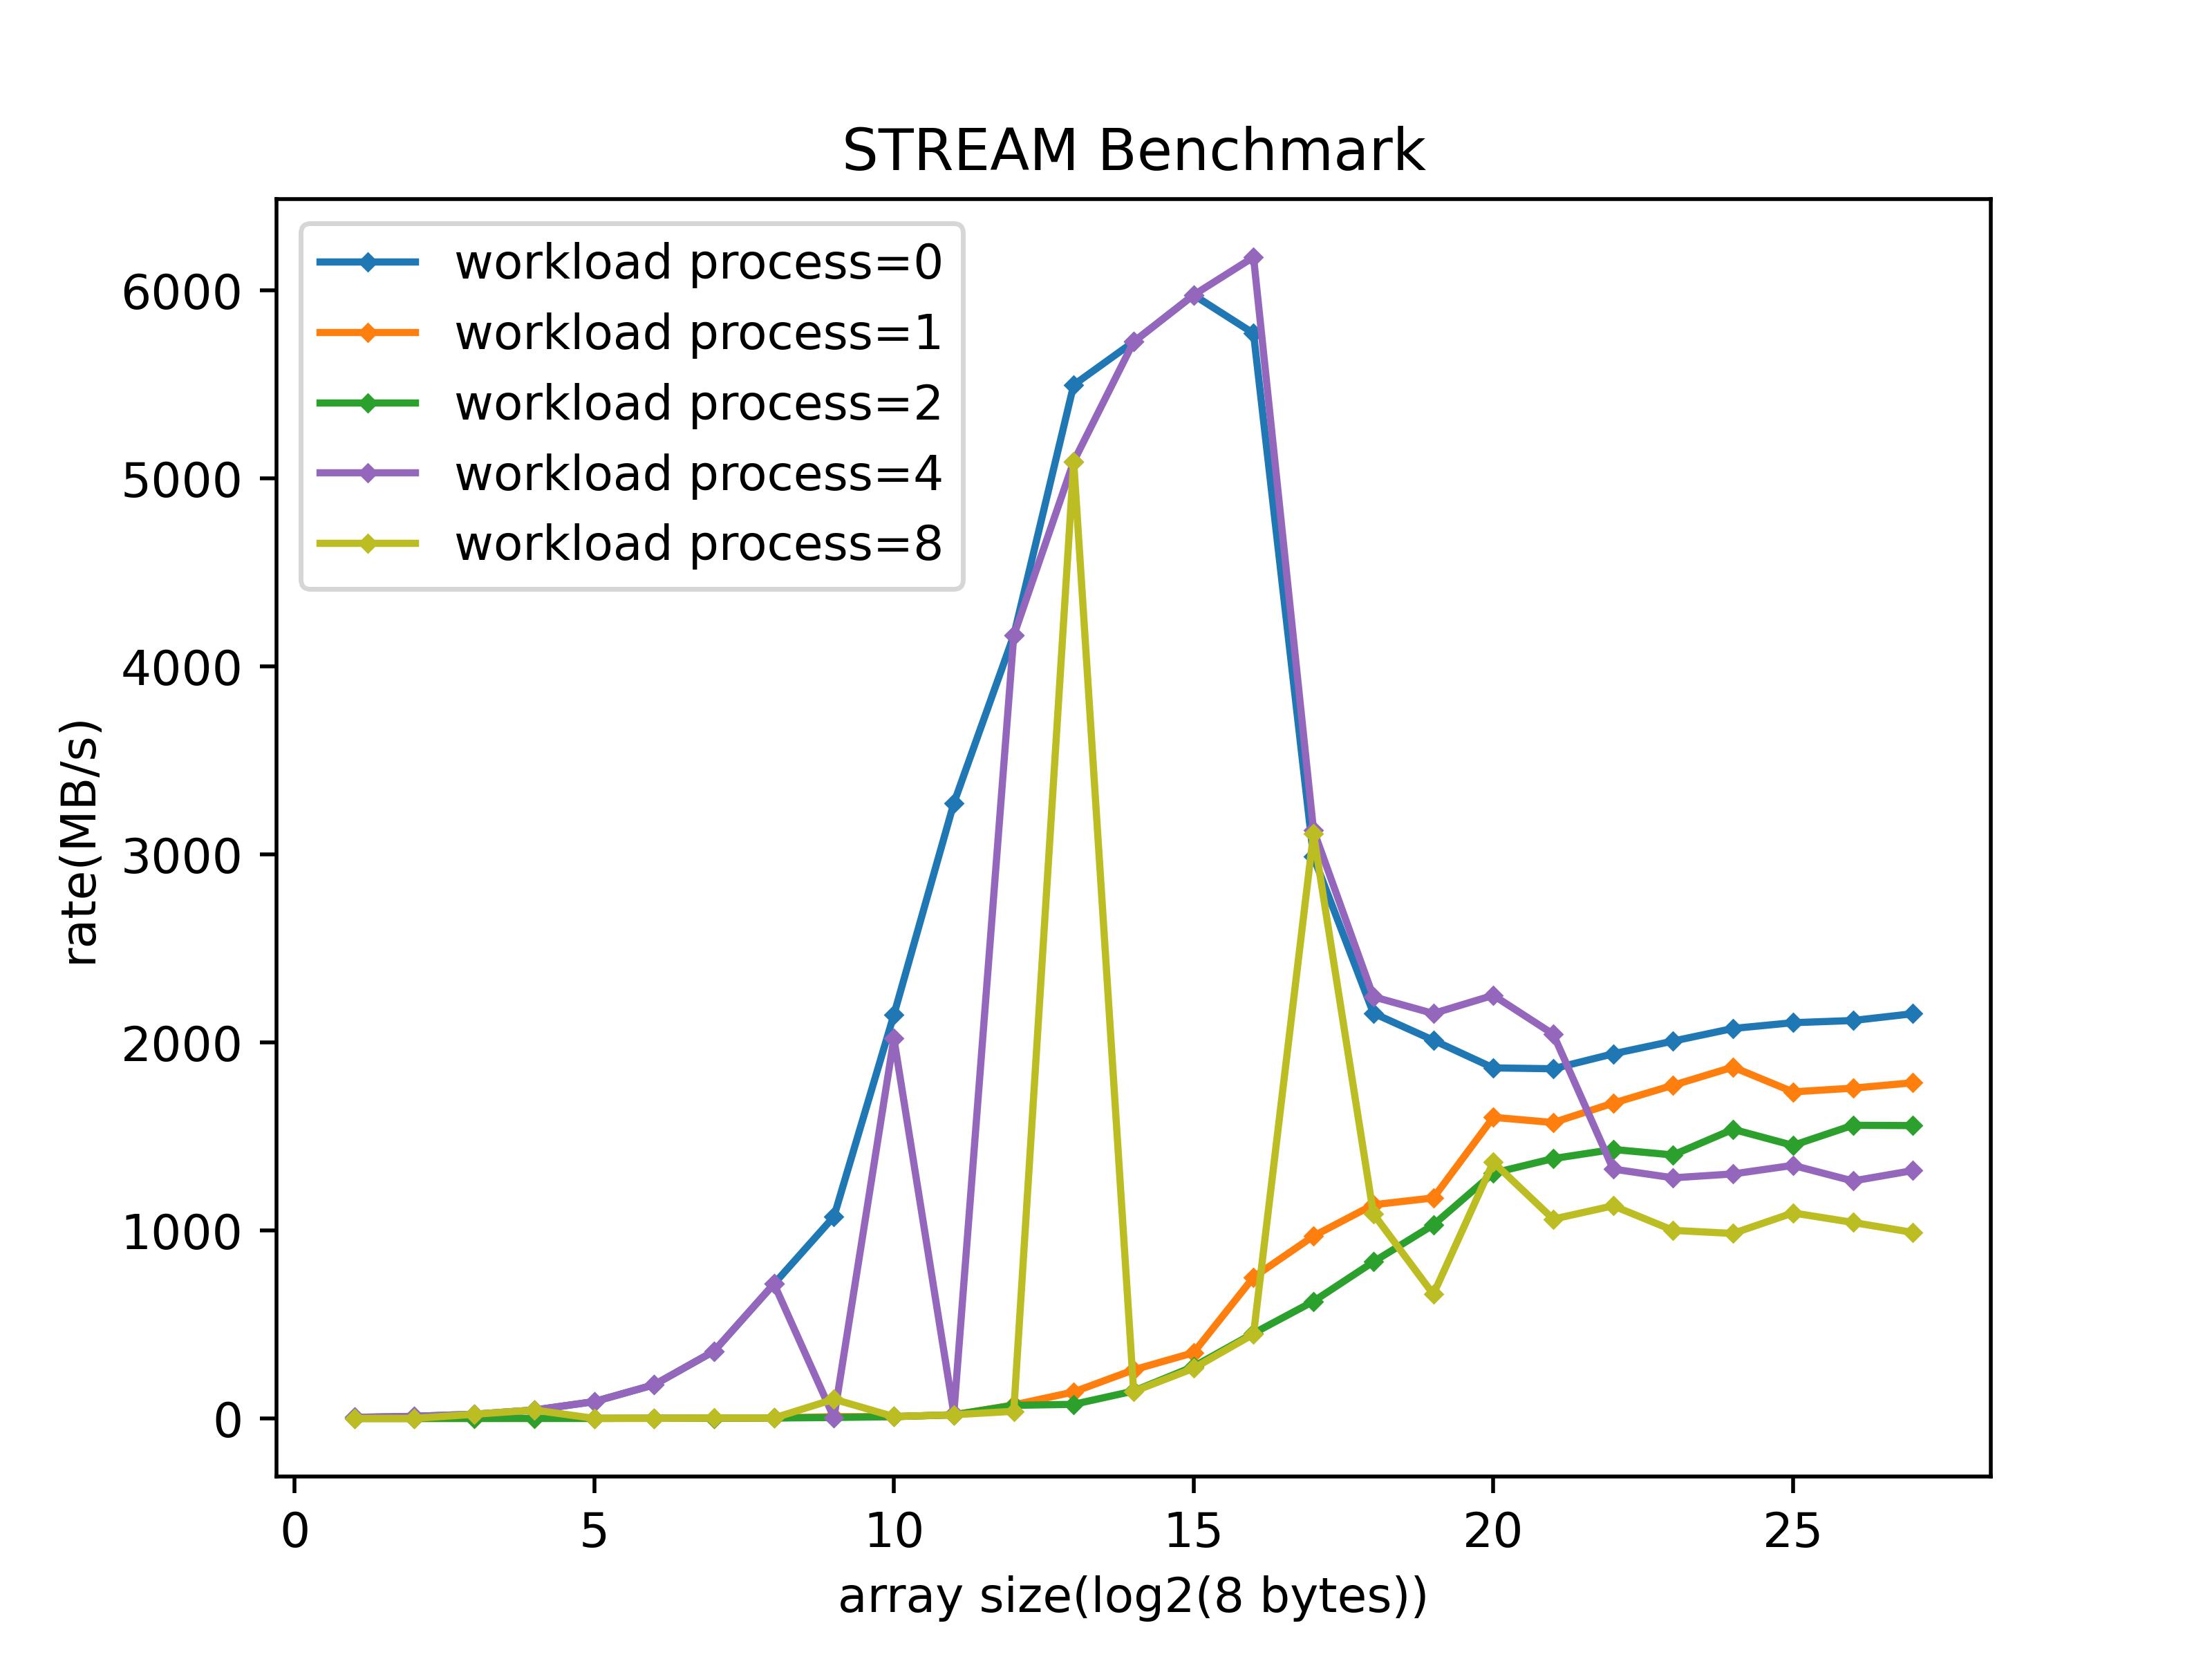 STREAM Benchmark
workload process=0
workload process=1
workload process=2
workload process=4
workload process=8
6000
5000
4000
3000
2000
1000
0
rate(MB/s)
0 5 10 15 20 25
array size(log2(8 bytes))